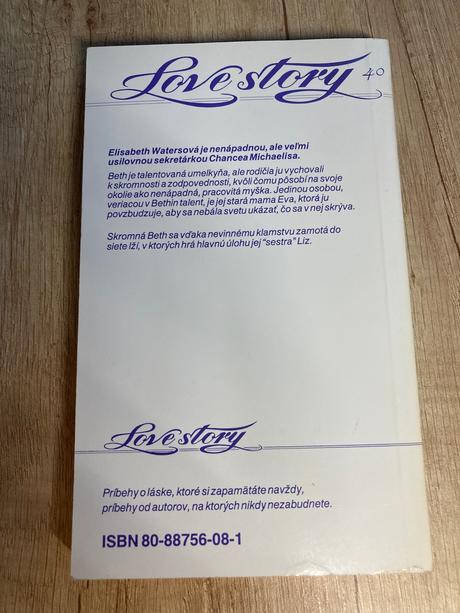 Love story 40
Elisabeth Watersová je nenápadnou, ale veľmi
usilovnou sekretárkou Chancea Michaelisa.
Beth je talentovaná umelkyňa, ale rodičia ju vychovali
k skromnosti a zodpovednosti, kvôli čomu pôsobí na svoje
okolie ako nenápadná, pracovitá myška. Jedinou osobou,
veriacou v Bethin talent, je jej stará mama Eva, ktorá ju
povzbudzuje, aby sa nebála svetu ukázať, čo sa v nej skrýva.
Skromná Beth sa vďaka nevinnému klamstvu zamotá do
siete lží, v ktorých hrá hlavnú úlohu jej "sestra" Liz.
Love story
Príbehy o láske, ktoré si zapamätáte navždy,
príbehy od autorov, na ktorých nikdy nezabudnete.
ISBN 80-88756-08-1